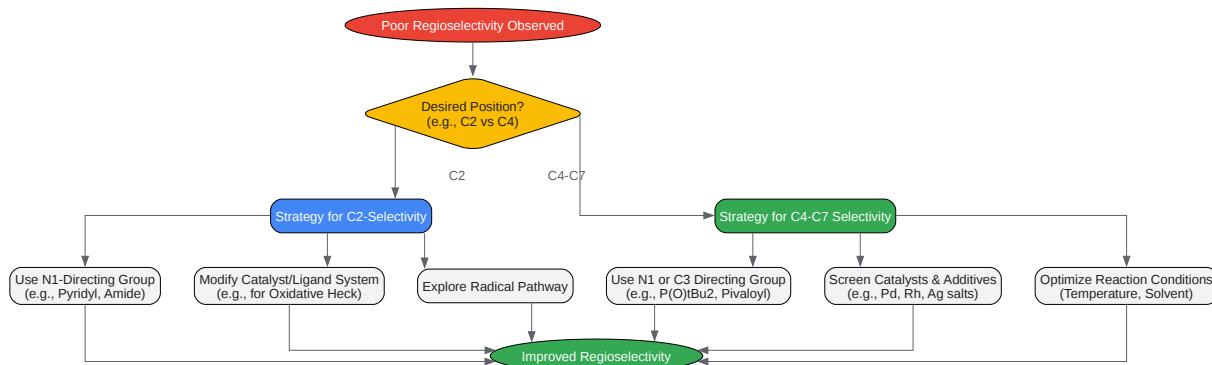 Poor Regioselectivity Observed
Desired Position?
(e.g., C2 vs C4)
C2
C4-C7
Strategy for C2-Selectivity
Strategy for C4-C7 Selectivity
Use N1-Directing Group
(e.g., Pyridyl, Amide)
Modify Catalyst/Ligand System
(e.g., for Oxidative Heck)
Explore Radical Pathway
Use N1 or C3 Directing Group
(e.g., P(O)tBu2, Pivaloyl)
Screen Catalysts & Additives
(e.g., Pd, Rh, Ag salts)
Optimize Reaction Conditions
(Temperature, Solvent)
Improved Regioselectivity